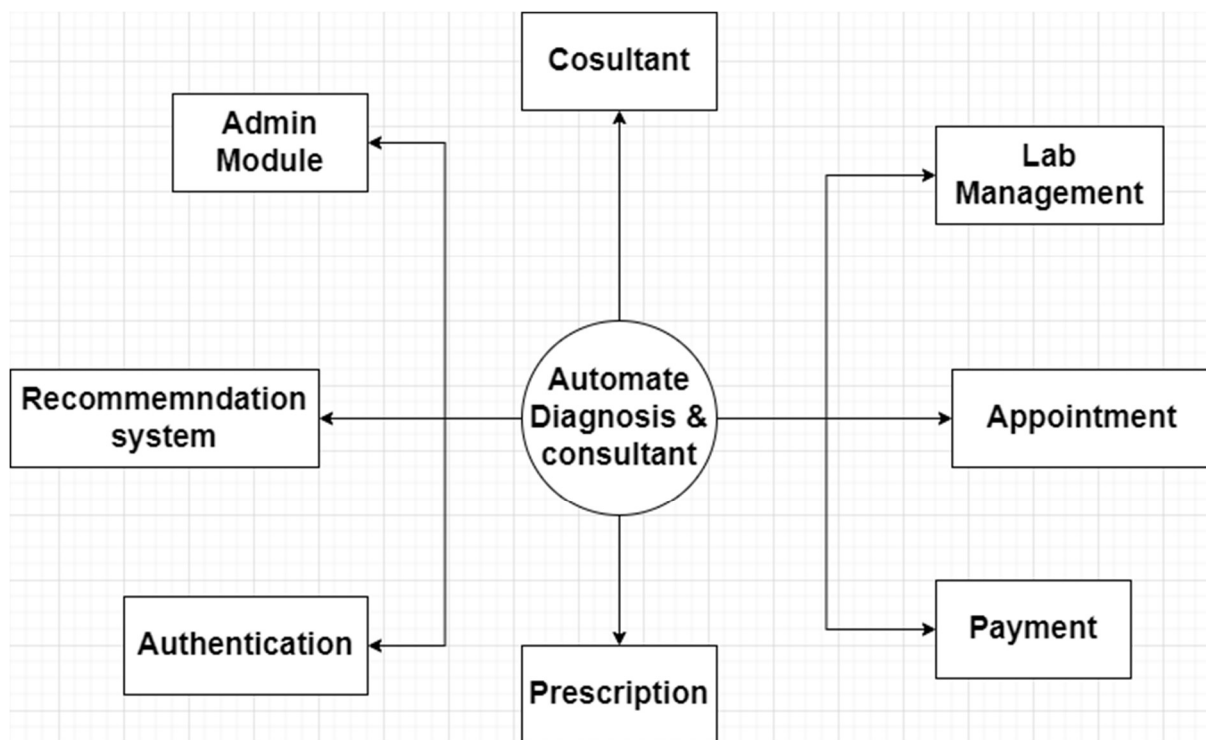 Cosultant
Admin
Module
Lab
Management
Recommemndation
system
Automate
Diagnosis &
consultant
Appointment
Authentication
Prescription
Payment